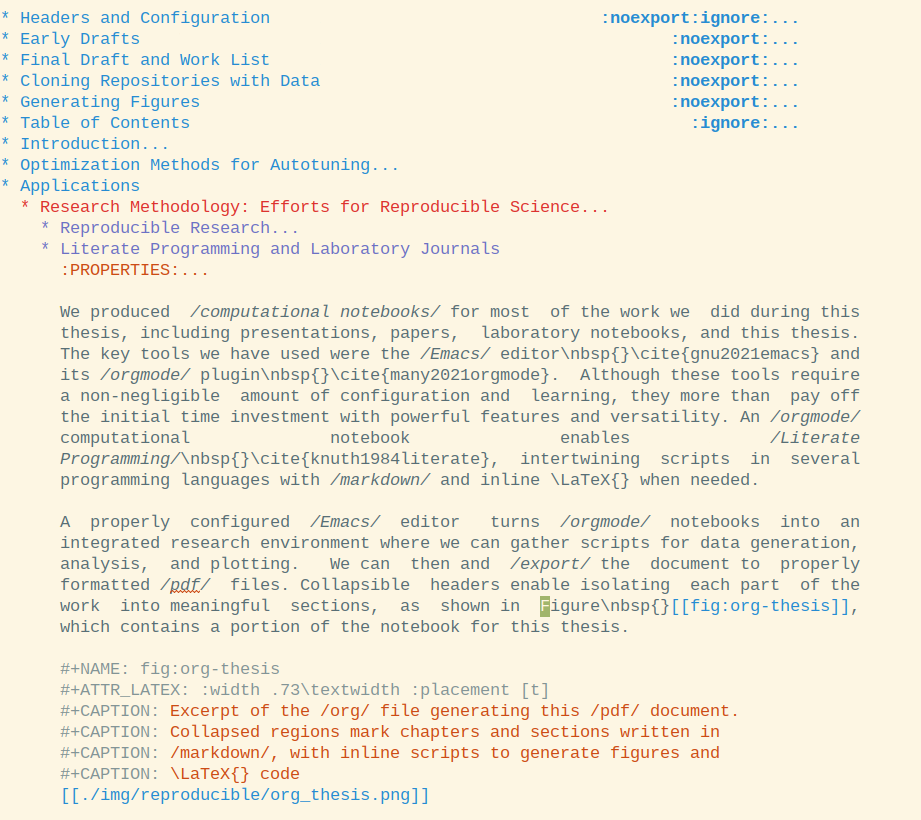 * Headers and Configuration :noexport:ignore:...
* Early Drafts :noexport:...
* Final Draft and Work List :noexport:...
* Cloning Repositories with Data :noexport:...
* Generating Figures :noexport:...
* Table of Contents :ignore:...
* Introduction...
* Optimization Methods for Autotuning...
* Applications
* Research Methodology: Efforts for Reproducible Science...
* Reproducible Research...
* Literate Programming and Laboratory Journals
:PROPERTIES:...
We produced /computational notebooks/ for most of the work we did during this
thesis, including presentations, papers, laboratory notebooks, and this thesis.
The key tools we have used were the /Emacs/ editor\nbsp{}\cite{gnu2021emacs} and
its /orgmode/ plugin\nbsp{}\cite{many2021orgmode}. Although these tools require
a non-negligible amount of configuration and learning, they more than pay off
the initial time investment with powerful features and versatility. An /orgmode/
computational notebook enables /Literate
Programming/\nbsp{}\cite{knuth1984literate}, intertwining scripts in several
programming languages with /markdown/ and inline \LaTeX{} when needed.
A properly configured /Emacs/ editor turns /orgmode/ notebooks into an
integrated research environment where we can gather scripts for data generation,
analysis, and plotting. We can then and /export/ the document to properly
formatted /pdf/ files. Collapsible headers enable isolating each part of the
work into meaningful sections, as shown in Figure\nbsp{}[[fig:org-thesis]],
which contains a portion of the notebook for this thesis.
#+NAME: fig:org-thesis
#+ATTR_LATEX: :width .73\textwidth :placement [t]
#+CAPTION: Excerpt of the /org/ file generating this /pdf/ document.
#+CAPTION: Collapsed regions mark chapters and sections written in
#+CAPTION: /markdown/, with inline scripts to generate figures and
#+CAPTION: \LaTeX{} code
[[./img/reproducible/org_thesis.png]]